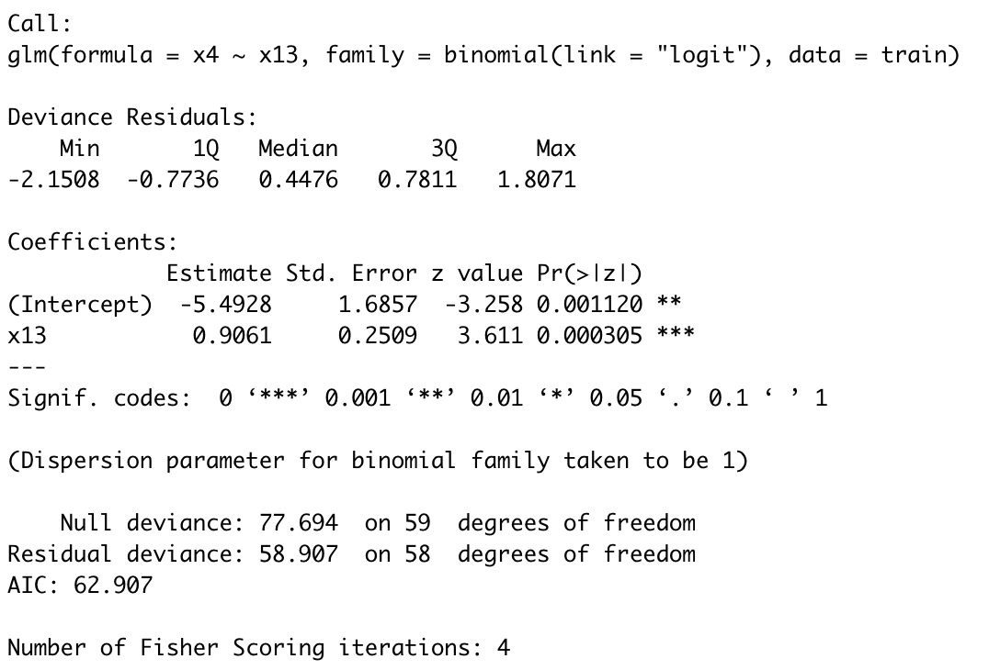 Call:
glm(formula = x4 ~ x13, family = binomial(link = "logit"), data = train)
Deviance Residuals:
    Min       1Q   Median       3Q      Max
-2.1508  -0.7736   0.4476   0.7811   1.8071
Coefficients:
            Estimate Std. Error z value Pr(>|z|)
(Intercept)  -5.4928     1.6857  -3.258 0.001120 **
x13           0.9061     0.2509   3.611 0.000305 ***
---
Signif. codes:  0 ‘***’ 0.001 ‘**’ 0.01 ‘*’ 0.05 ‘.’ 0.1 ‘ ’ 1
(Dispersion parameter for binomial family taken to be 1)
    Null deviance: 77.694  on 59  degrees of freedom
Residual deviance: 58.907  on 58  degrees of freedom
AIC: 62.907
Number of Fisher Scoring iterations: 4